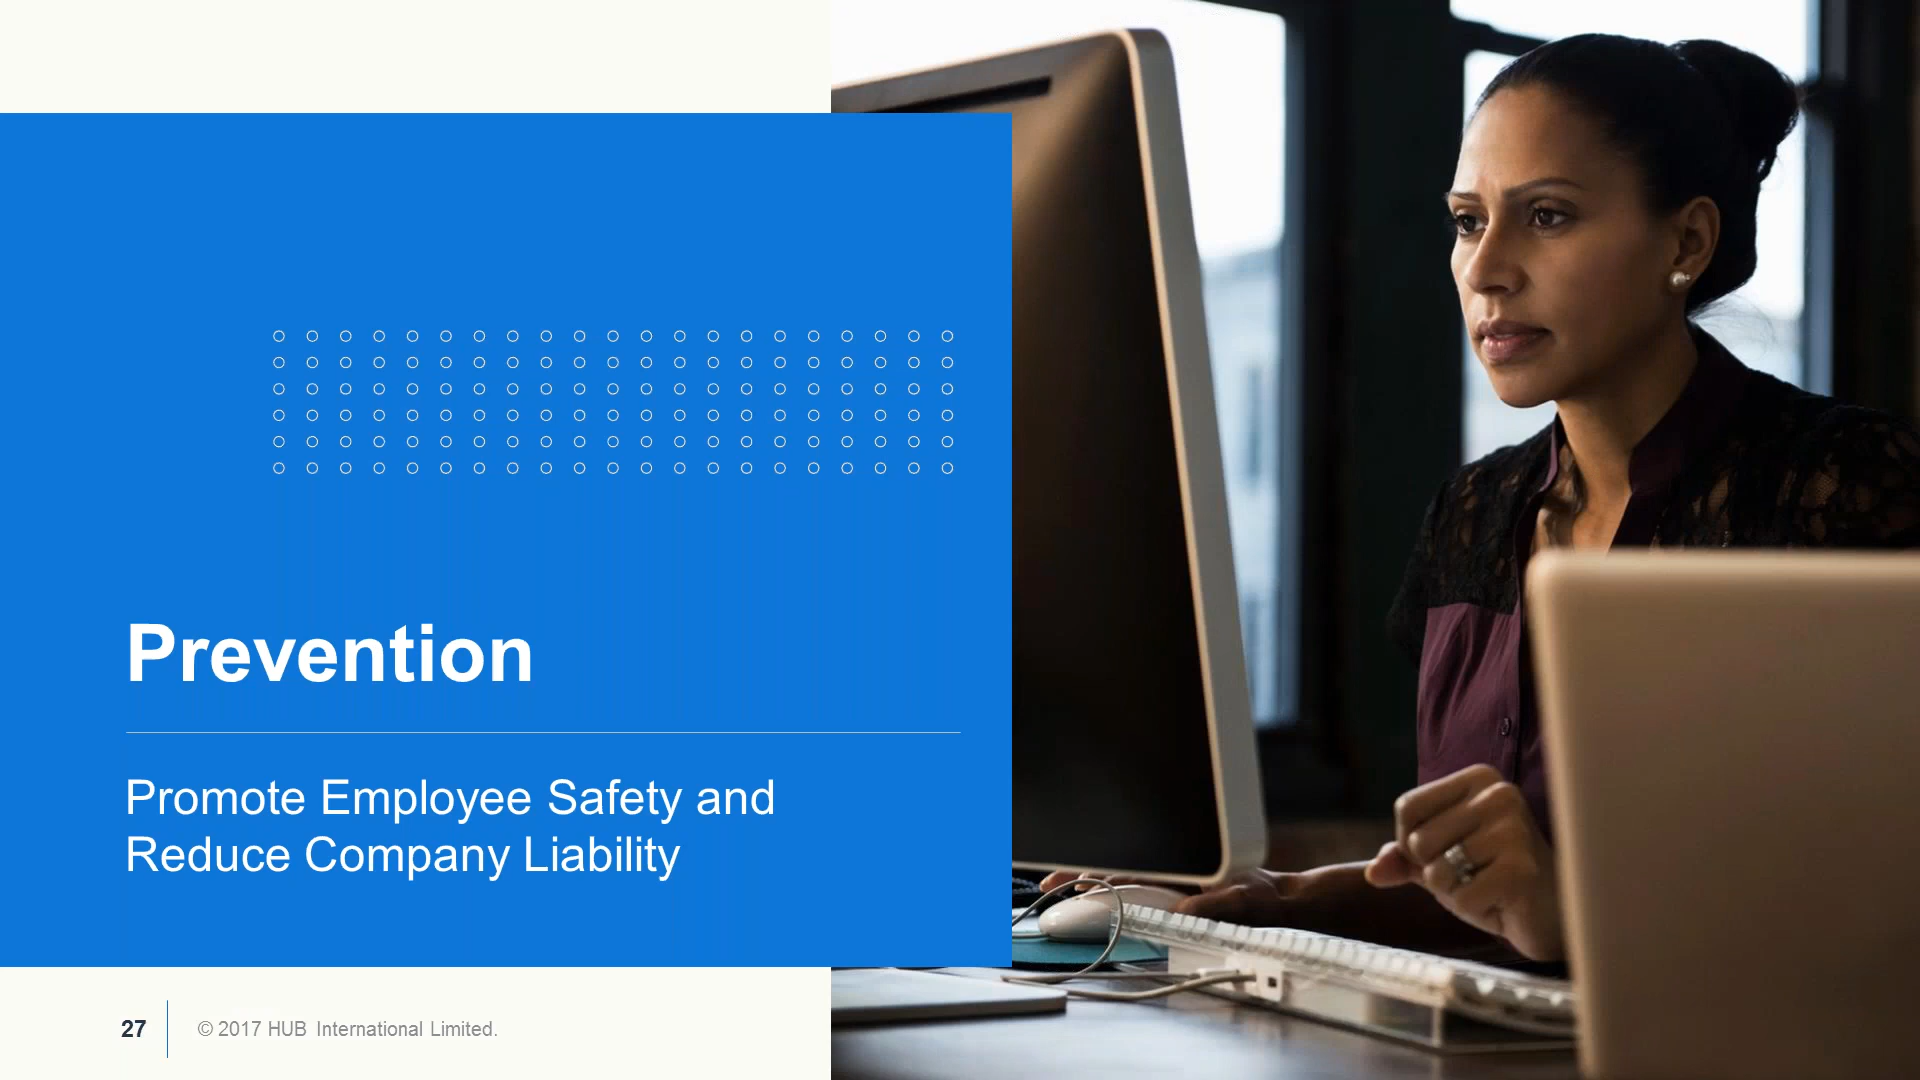 Prevention
Promote Employee Safety and
Reduce Company Liability
27
© 2017 HUB International Limited.